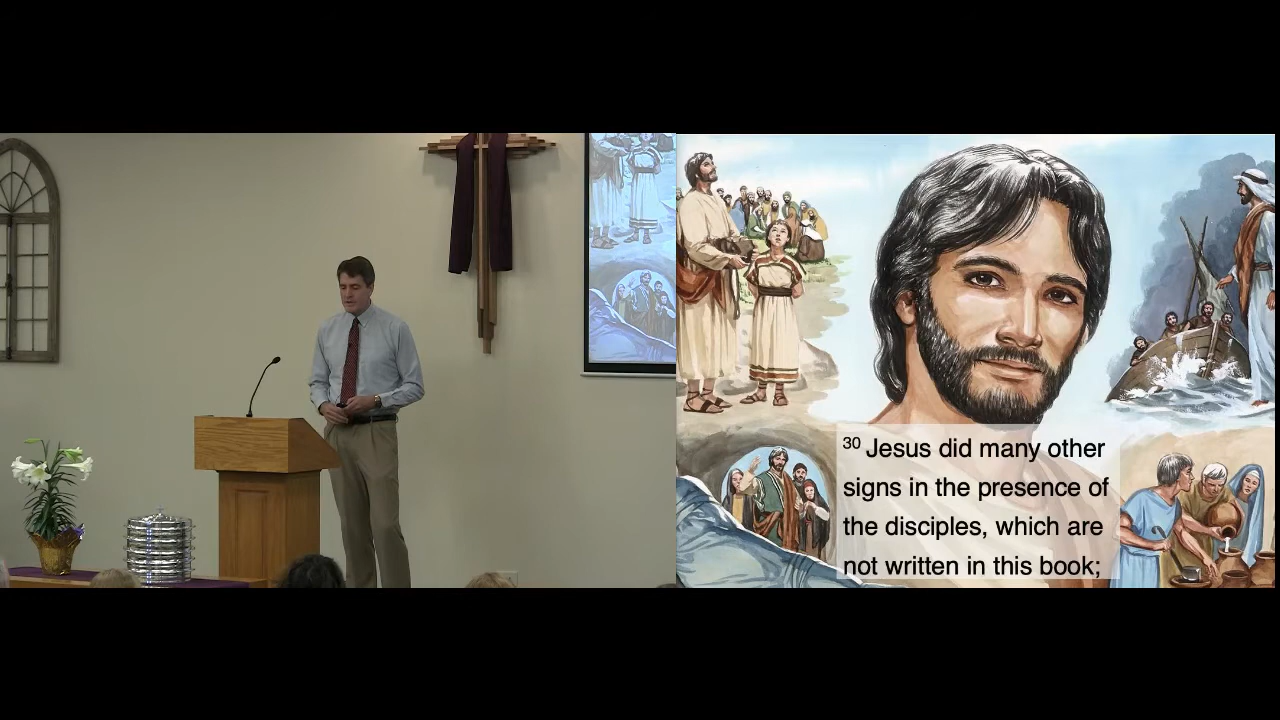 30 Jesus did many other
signs in the presence of
the disciples, which are
not written in this book;